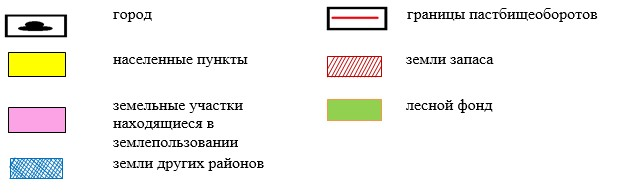 город
населенные пункты
земельные участки
находящиеся в
землепользовании
земли других районов
границы пастбищеоборотов
земли запаса
лесной фонд